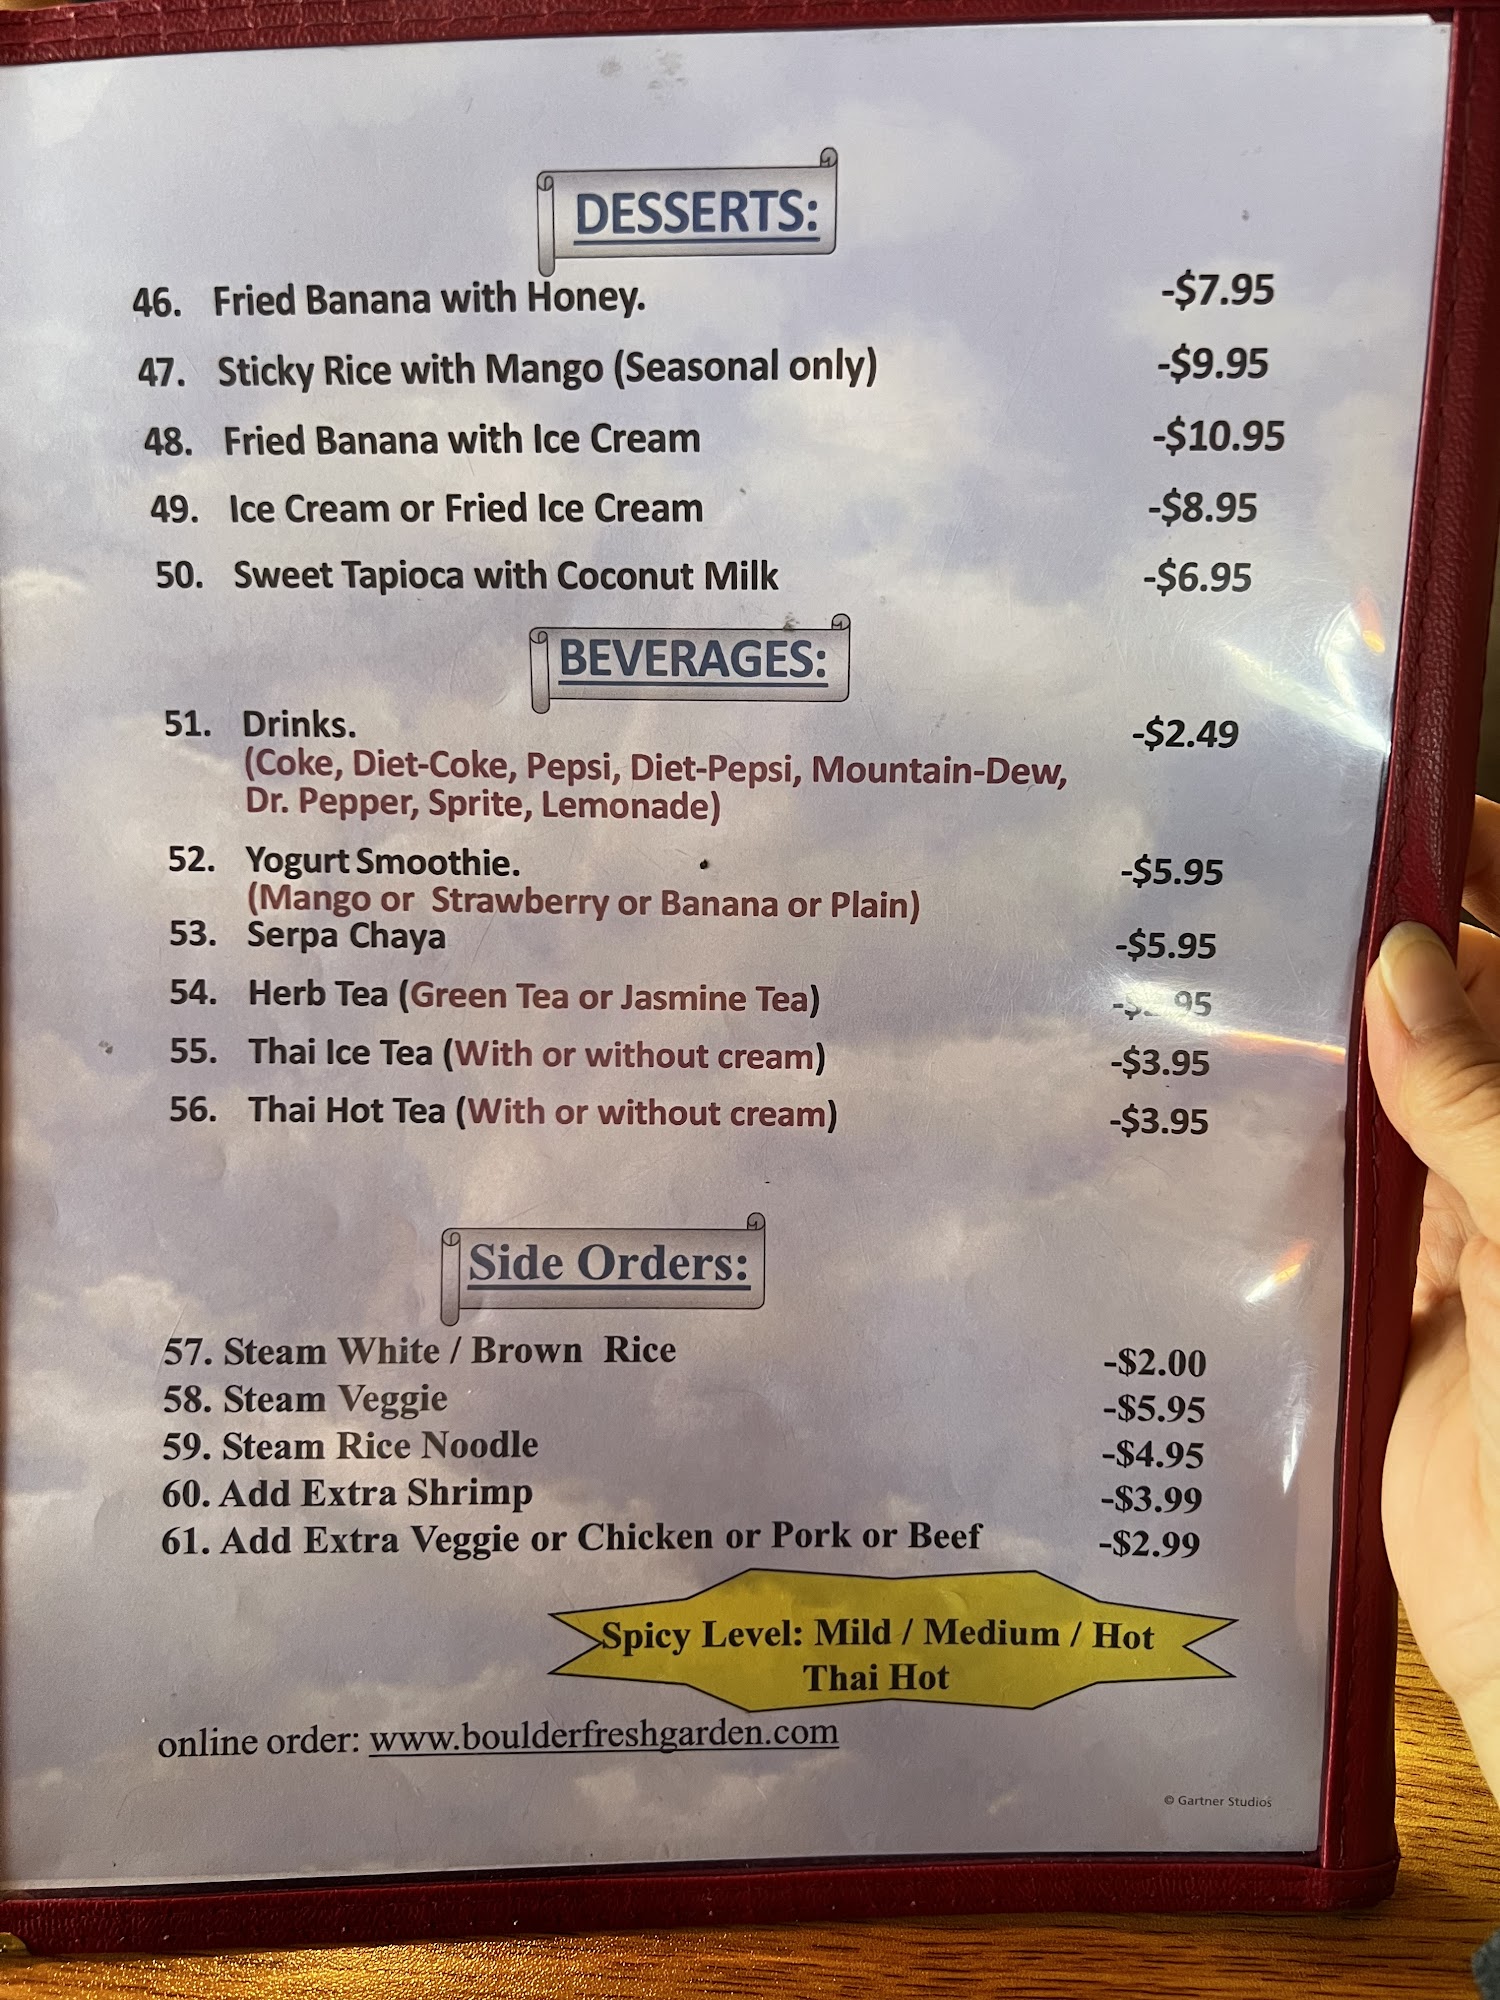 DESSERTS:
46. Fried Banana with Honey. -$7.95
47. Sticky Rice with Mango (Seasonal only) -$9.95
48. Fried Banana with Ice Cream -$10.95
49. Ice Cream or Fried Ice Cream -$8.95
50. Sweet Tapioca with Coconut Milk -$6.95
BEVERAGES:
51. Drinks. -$2.49
(Coke, Diet-Coke, Pepsi, Diet-Pepsi, Mountain-Dew,
Dr. Pepper, Sprite, Lemonade)
52. Yogurt Smoothie. -$5.95
(Mango or Strawberry or Banana or Plain)
53. Serpa Chaya -$5.95
54. Herb Tea (Green Tea or Jasmine Tea)
55. Thai Ice Tea (With or without cream) -$3.95
56. Thai Hot Tea (With or without cream) -$3.95
Side Orders:
57. Steam White / Brown Rice -$2.00
58. Steam Veggie -$5.95
59. Steam Rice Noodle -$4.95
60. Add Extra Shrimp -$3.99
61. Add Extra Veggie or Chicken or Pork or Beef -$2.99
Spicy Level: Mild / Medium / Hot
Thai Hot
online order: www.boulderfreshgarden.com
© Gartner Studios